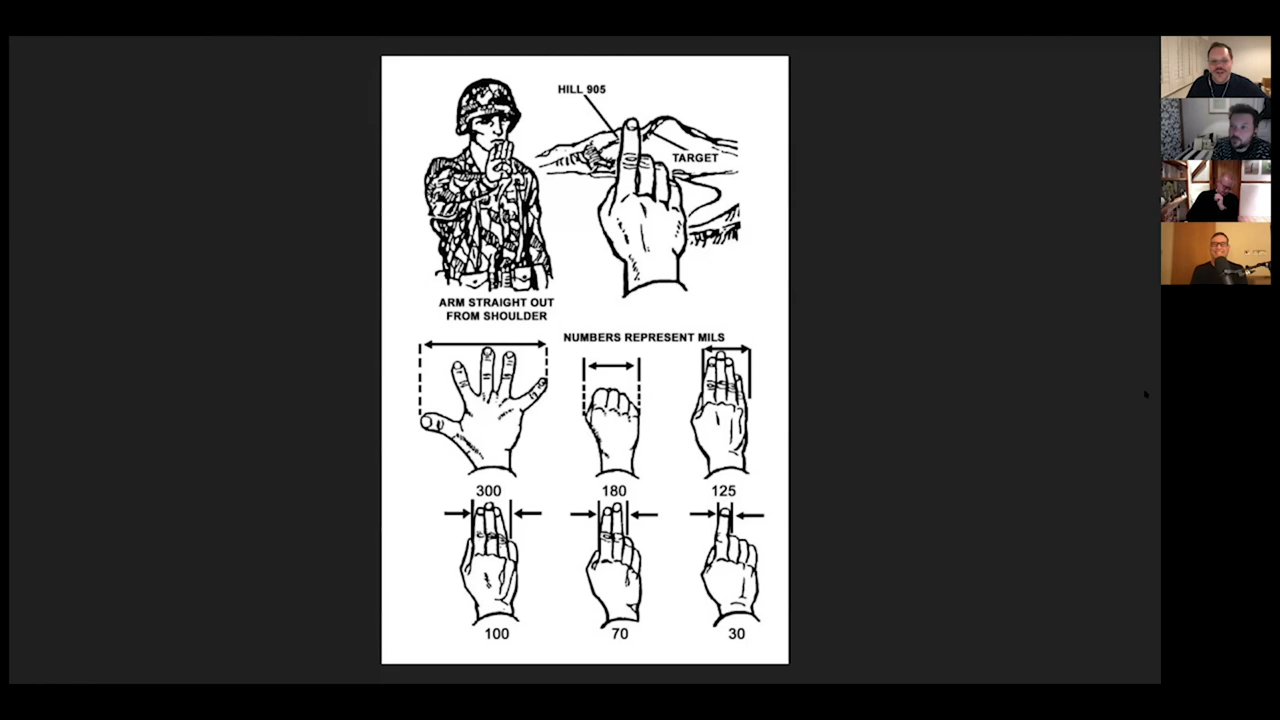 HILL 905
TARGET
ARM STRAIGHT OUT
FROM SHOULDER
NUMBERS REPRESENT MILS
300
180
125
100
70
30